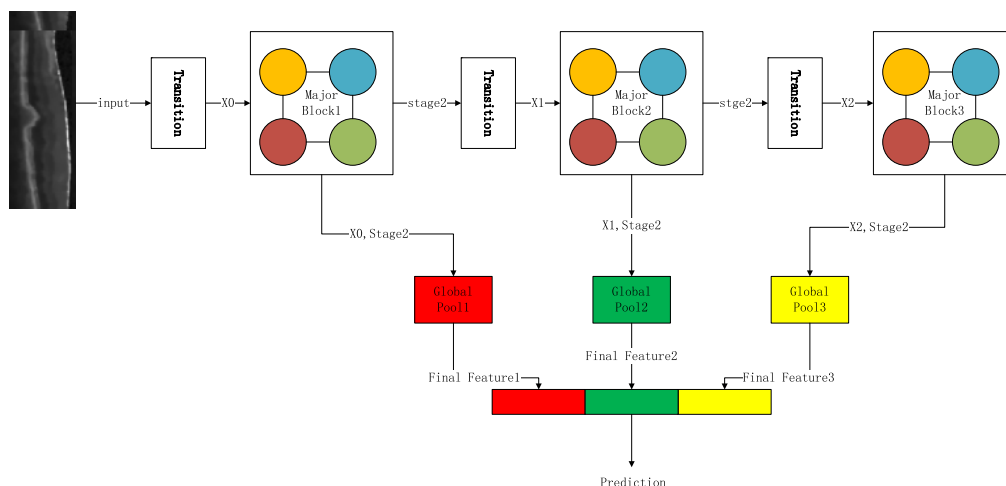 input
Transition
X0
Major
Block1
stage2
Transition
X1
Major
Block2
stge2
Transition
X2
Major
Block3
X0,Stage2
X1,Stage2
X2,Stage2
Global
Pool1
Global
Pool2
Global
Pool3
Final Feature1
Final Feature2
Final Feature3
Prediction